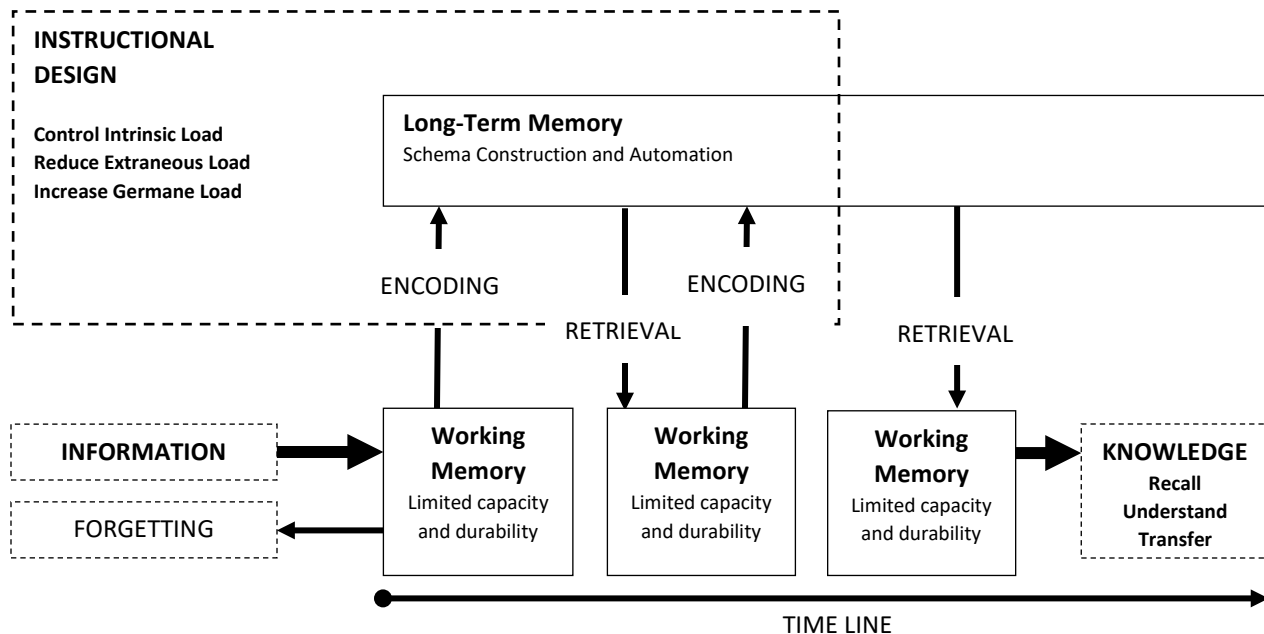 INSTRUCTIONAL
DESIGN
Control Intrinsic Load
Reduce Extraneous Load
Increase Germane Load
Long-Term Memory
Schema Construction and Automation
ENCODING
RETRIEVAL
ENCODING
RETRIEVAL
INFORMATION
FORGETTING
Working
Memory
Limited capacity
and durability
Working
Memory
Limited capacity
and durability
Working
Memory
Limited capacity
and durability
KNOWLEDGE
Recall
Understand
Transfer
TIME LINE